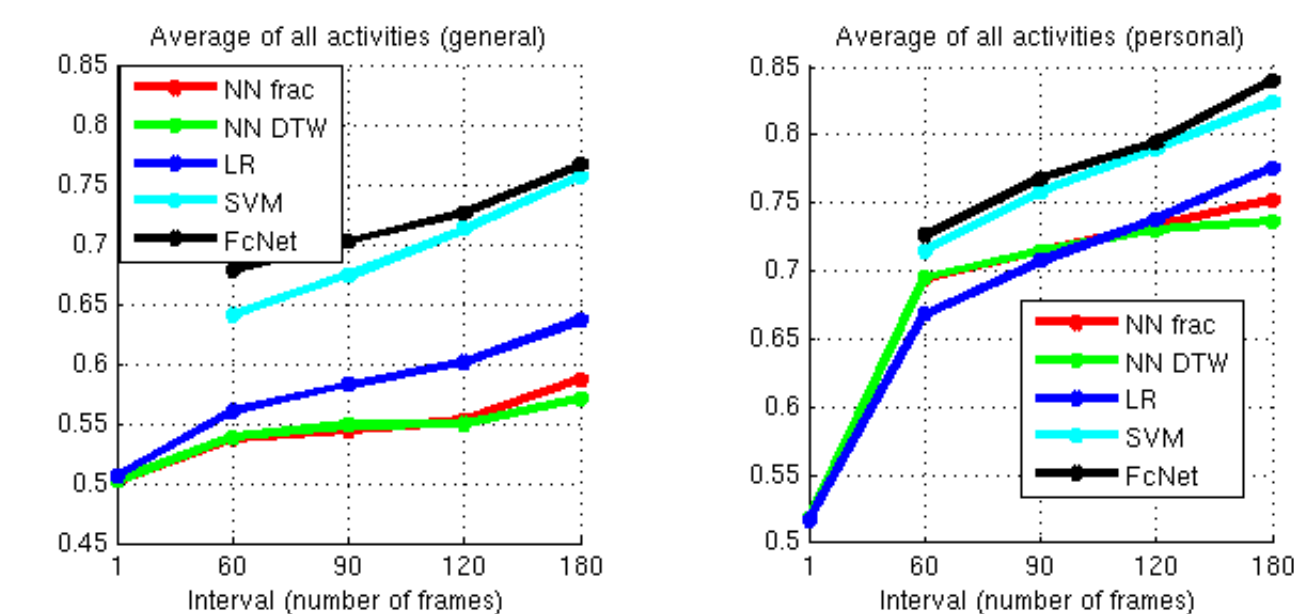 Average of all activities (general)
0.85
0.8
0.75
0.7
0.65
0.6
0.55
0.5
0.45
NN frac
NN DTW
LR
SVM
FcNet
1 60 90 120 180
Interval (number of frames)
Average of all activities (personal)
0.85
0.8
0.75
0.7
0.65
0.6
0.55
0.5
NN frac
NN DTW
LR
SVM
FcNet
1 60 90 120 180
Interval (number of frames)